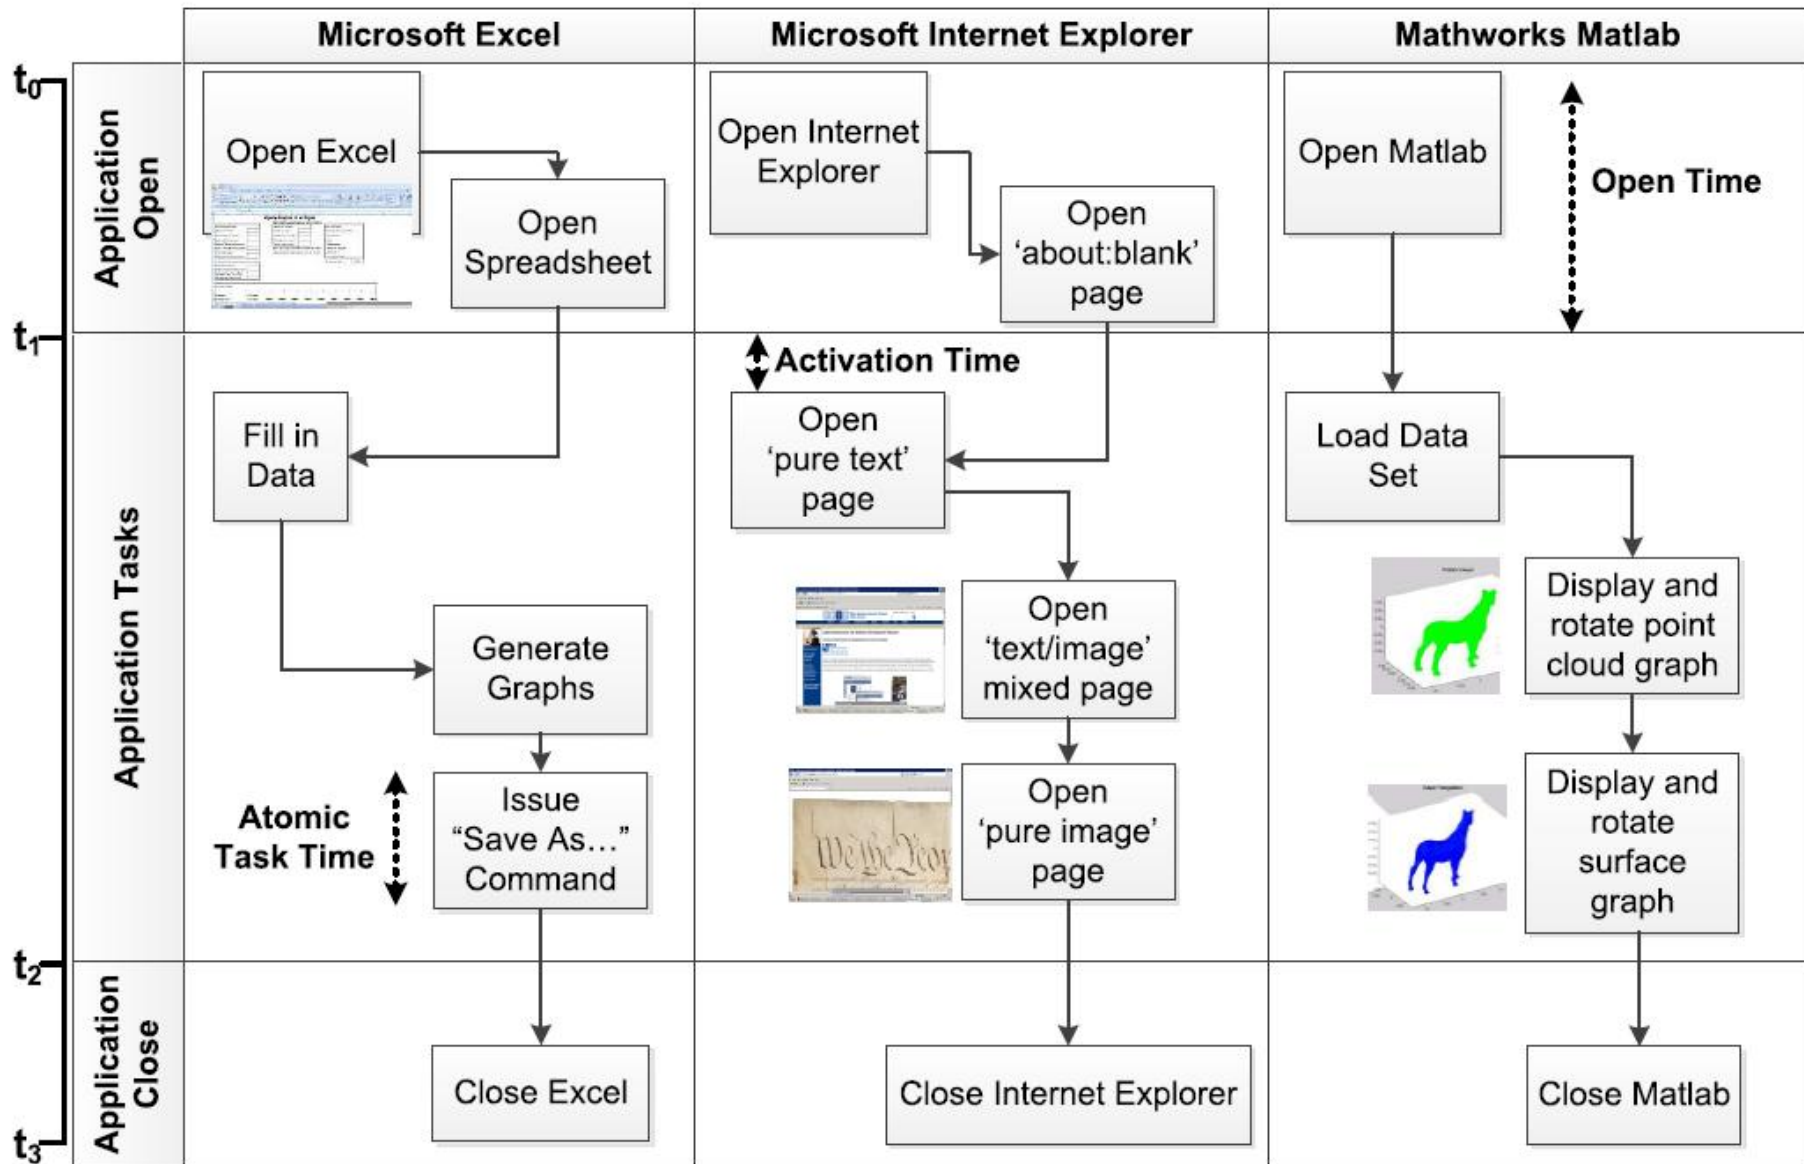 Microsoft Excel
Microsoft Internet Explorer
Mathworks Matlab
t0
Application
Open
Open Excel
Open
Spreadsheet
Open Internet
Explorer
Open
‘about:blank’
page
Open Matlab
Open Time
t1
Application Tasks
Fill in
Data
Generate
Graphs
Atomic
Task Time
Issue
“Save As…”
Command
Activation Time
Open
‘pure text’
page
Open
‘text/image’
mixed page
Open
‘pure image’
page
We the Peop
Load Data
Set
Display and
rotate point
cloud graph
Display and
rotate
surface
graph
t2
Application
Close
Close Excel
Close Internet Explorer
Close Matlab
t3